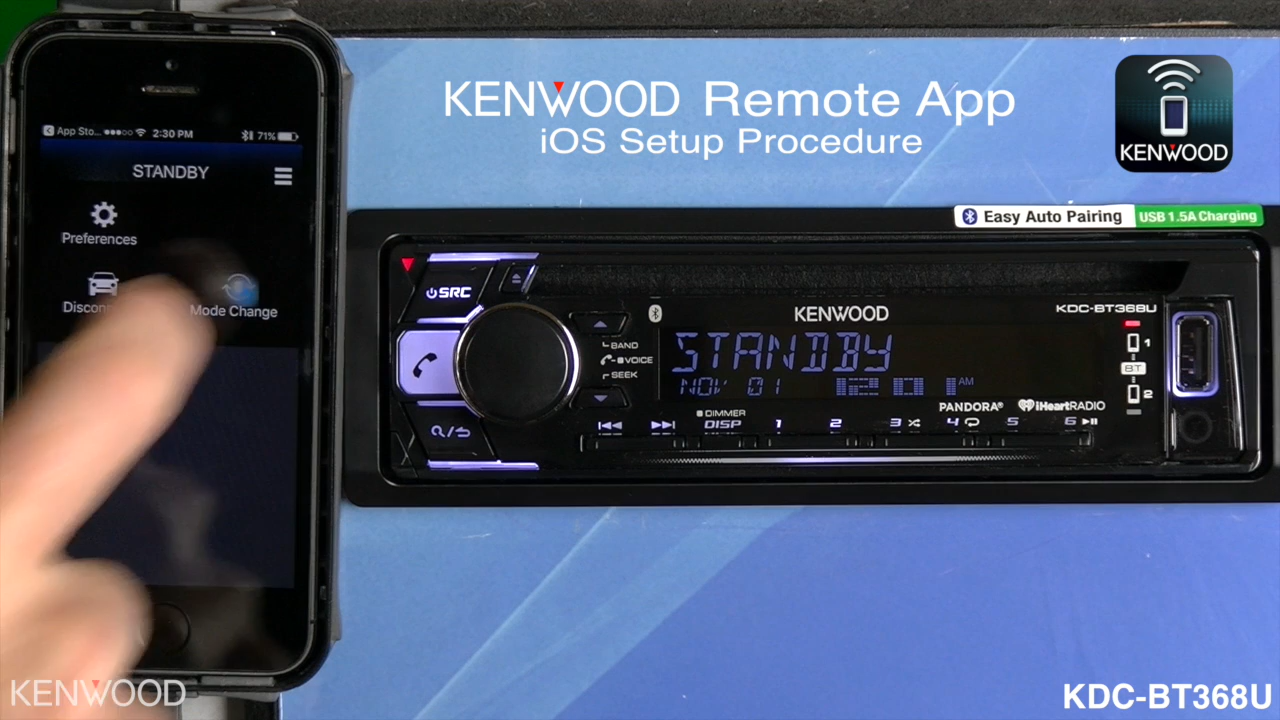 KENWOOD Remote App
iOS Setup Procedure
KENWOOD
App Sto... 2:30 PM 71%
STANDBY
Preferences
Mode Change
Easy Auto Pairing USB 1.5A Charging
SRC
KENWOOD
KDC-BT368U
BAND
VOICE
SEEK
STANDBY
NOV 01
AM
1
BT
2
PANDORA® iHeartRADIO
DIMMER
DISP 1 2 3 4 5 6
KENWOOD
KDC-BT368U